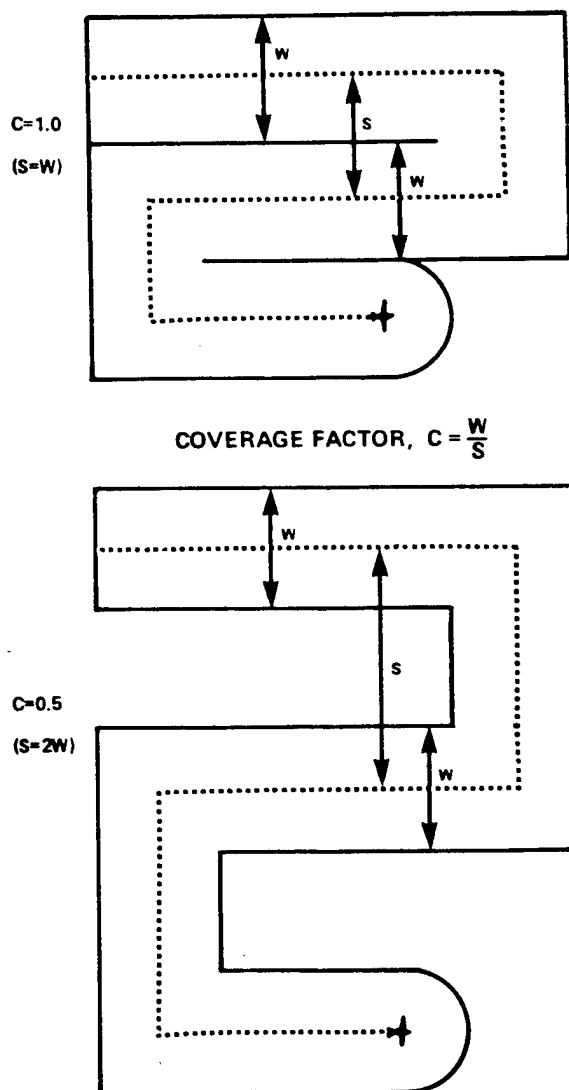 W
C=1.0
S
(S=W)
W
COVERAGE FACTOR, C = W/S
W
S
C=0.5
(S=2W)
W